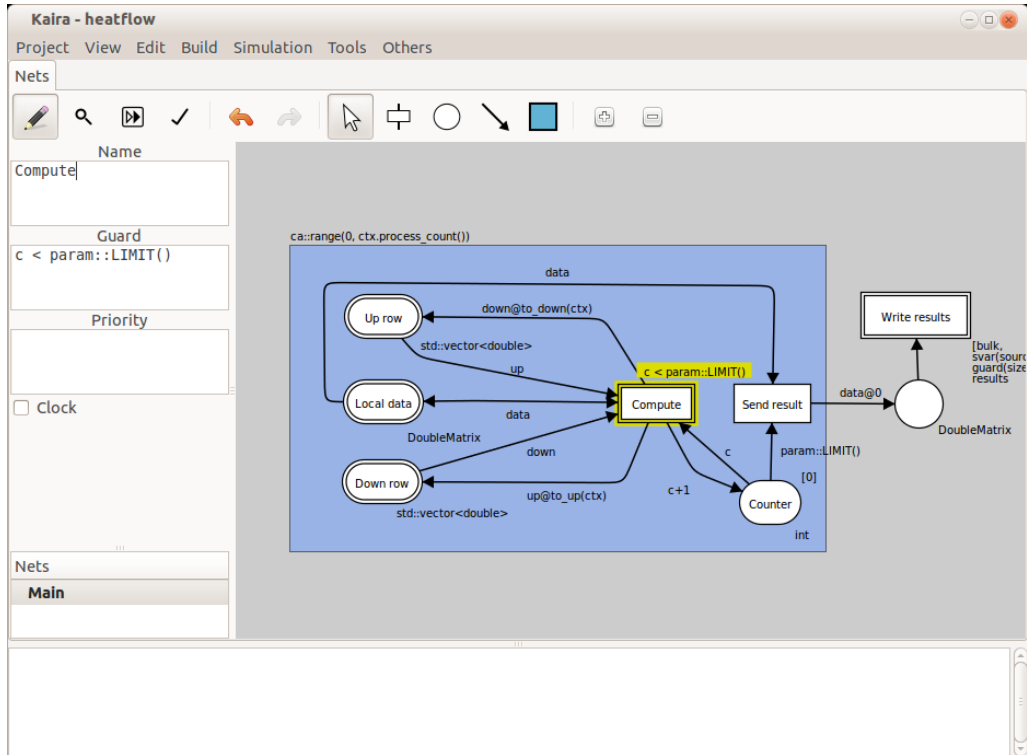 Kaira - heatflow
Project View Edit Build Simulation Tools Others
Nets
Name
Compute
Guard
c < param::LIMIT()
Priority
Clock
Nets
Main
ca::range(0, ctx.process_count())
data
down@to_down(ctx)
Up row
std::vector<double>
up
c < param::LIMIT()
Write results
[bulk,
guard(size
results
Local data
Compute
Send result
data@0
data
DoubleMatrix
DoubleMatrix
down
c
param::LIMIT()
Down row
up@to_up(ctx)
c+1
[0]
Counter
std::vector<double>
int